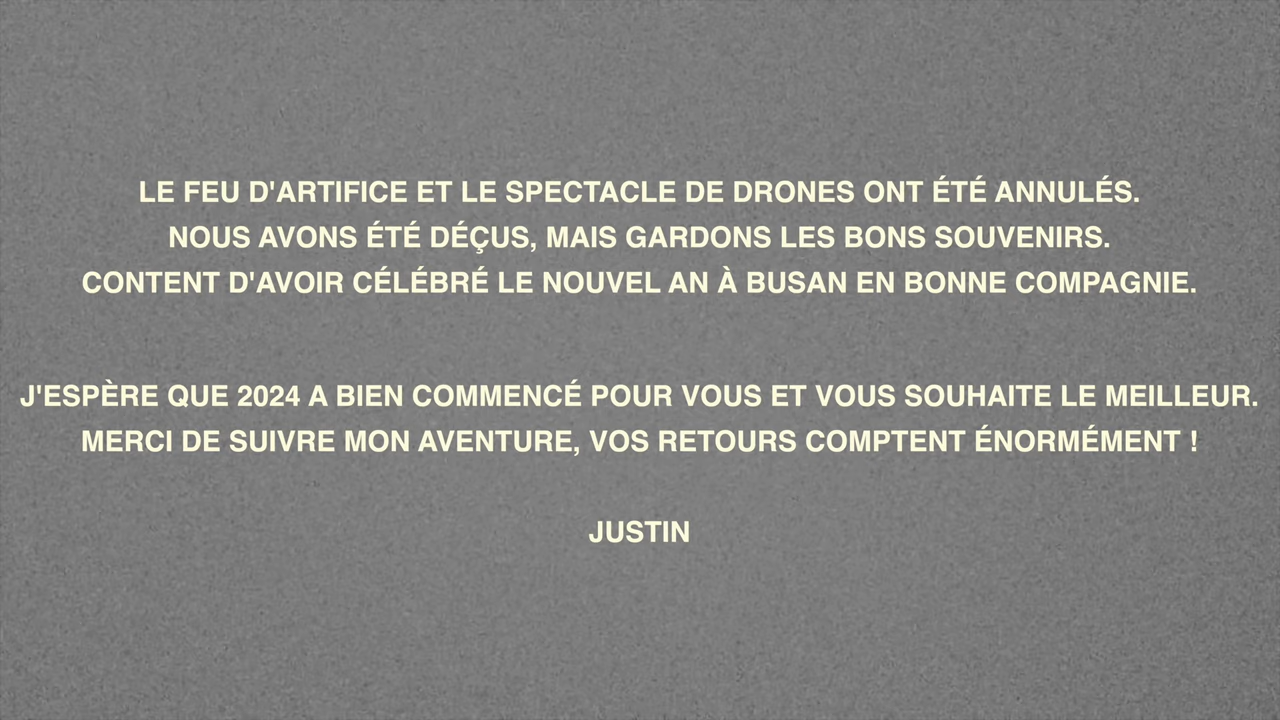 LE FEU D'ARTIFICE ET LE SPECTACLE DE DRONES ONT ÉTÉ ANNULÉS.
NOUS AVONS ÉTÉ DÉÇUS, MAIS GARDONS LES BONS SOUVENIRS.
CONTENT D'AVOIR CÉLÉBRÉ LE NOUVEL AN À BUSAN EN BONNE COMPAGNIE.
J'ESPÈRE QUE 2024 A BIEN COMMENCÉ POUR VOUS ET VOUS SOUHAITE LE MEILLEUR.
MERCI DE SUIVRE MON AVENTURE, VOS RETOURS COMPTENT ÉNORMÉMENT !
JUSTIN